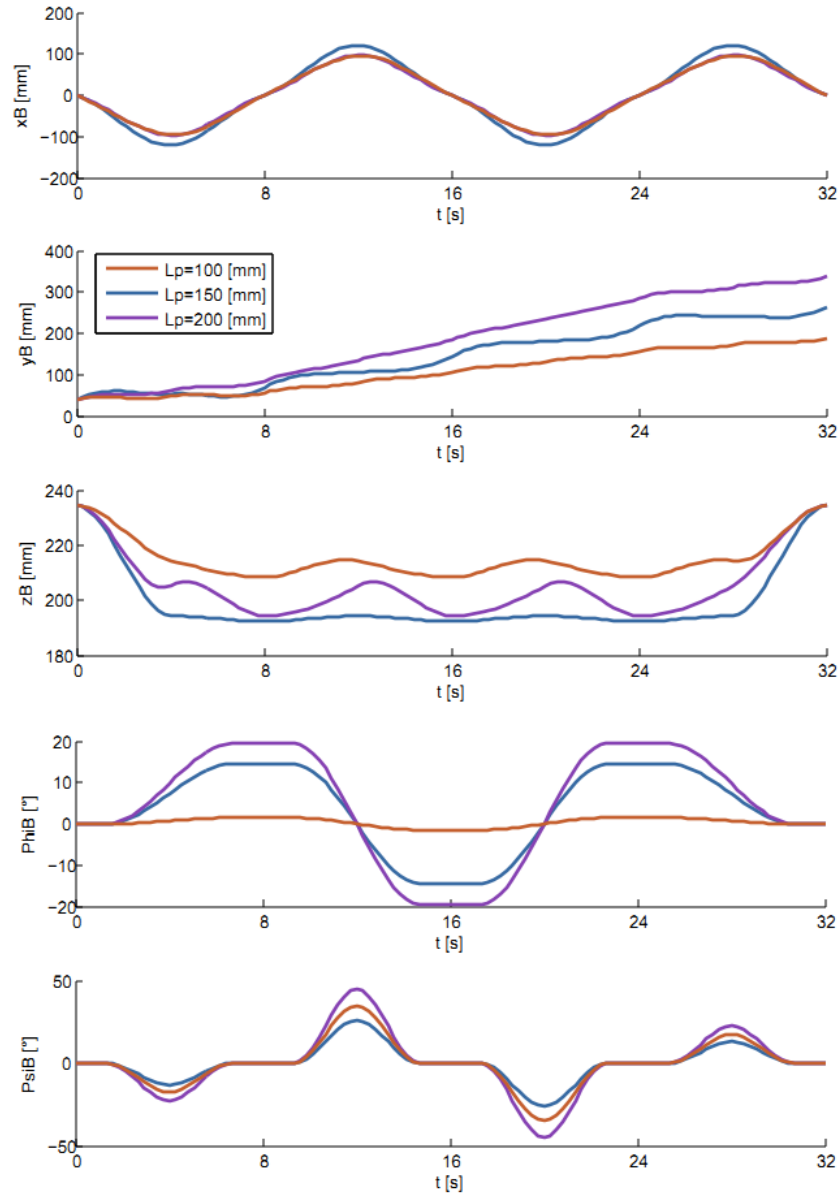 200
100
0
−100
−200
xB [mm]
0 8 16 24 32
t [s]
400
300
200
100
0
yB [mm]
Lp=100 [mm]
Lp=150 [mm]
Lp=200 [mm]
0 8 16 24 32
t [s]
240
220
200
180
zB [mm]
0 8 16 24 32
t [s]
20
10
0
−10
−20
PhiB [°]
0 8 16 24 32
t [s]
50
0
−50
PsiB [°]
0 8 16 24 32
t [s]